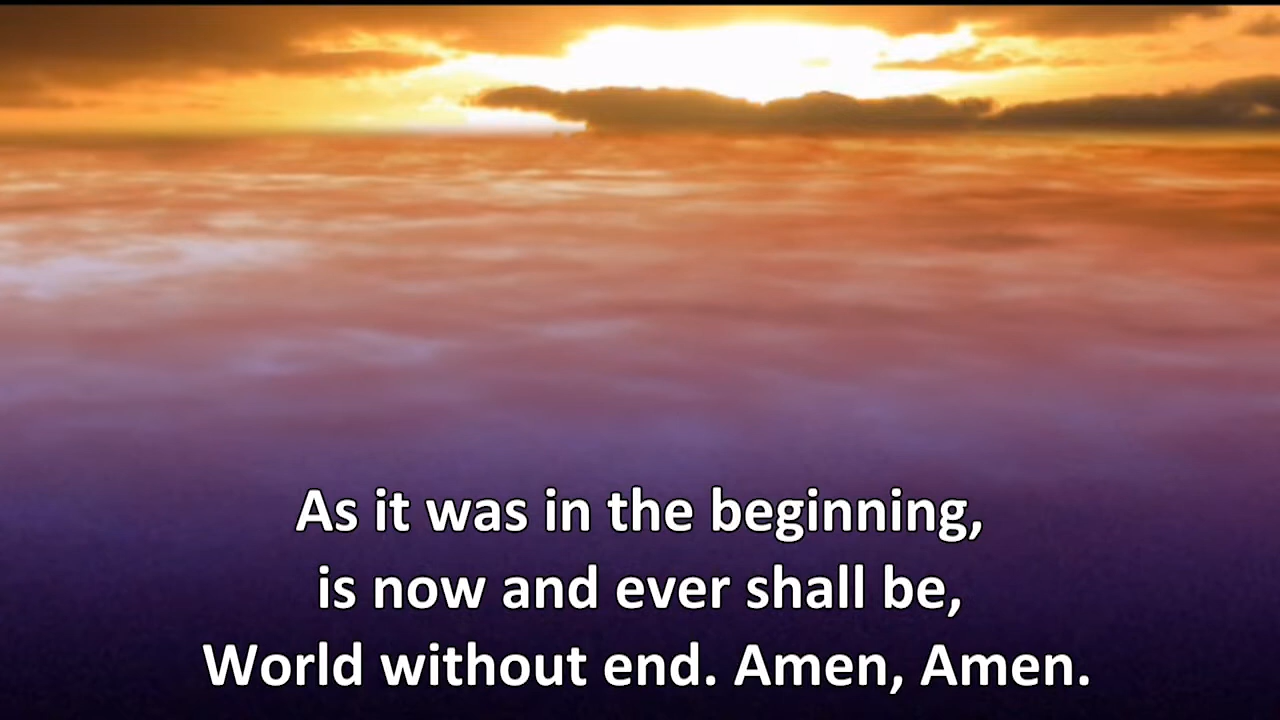 As it was in the beginning,
is now and ever shall be,
World without end. Amen, Amen.